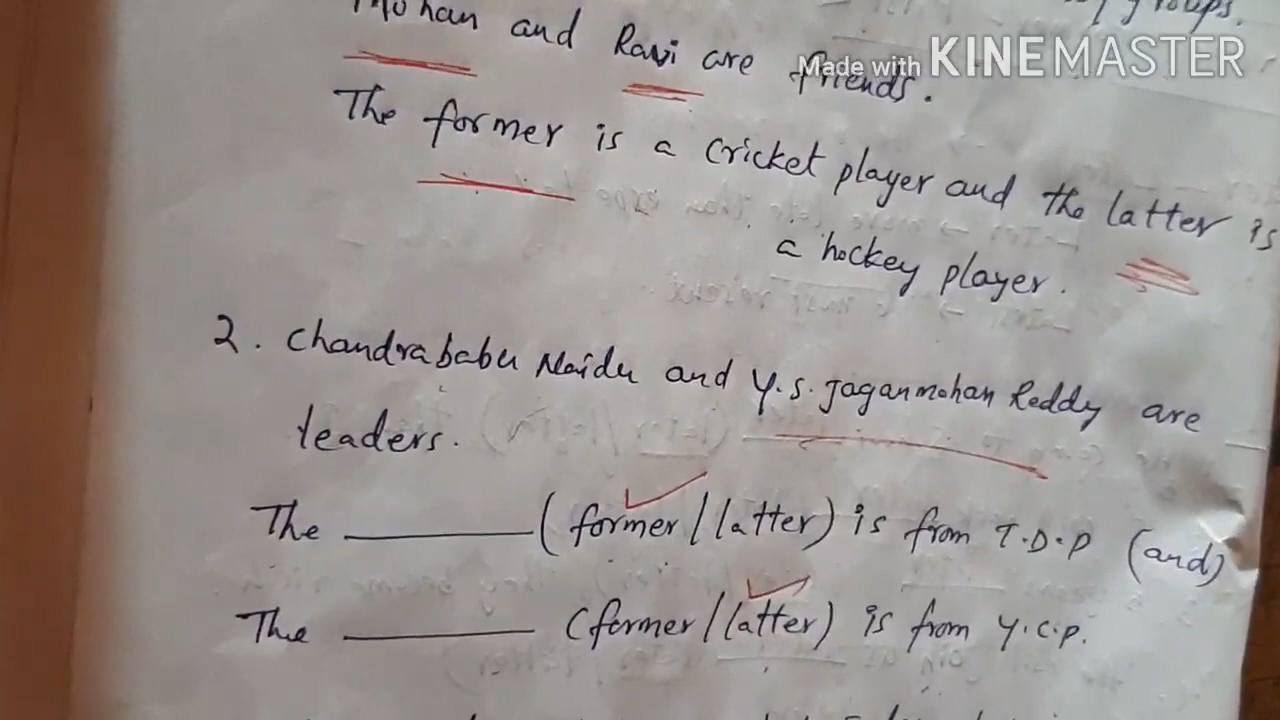 groups.
Mohan and Ravi are friends.
Made with KINEMASTER
The former is a cricket player and the latter is
a hockey player.
2. Chandrababu Naidu and Y.S. Jaganmohan Reddy are
leaders.
The ________ (former/latter) is from T.D.P (and)
The ________ (former/latter) is from Y.C.P.